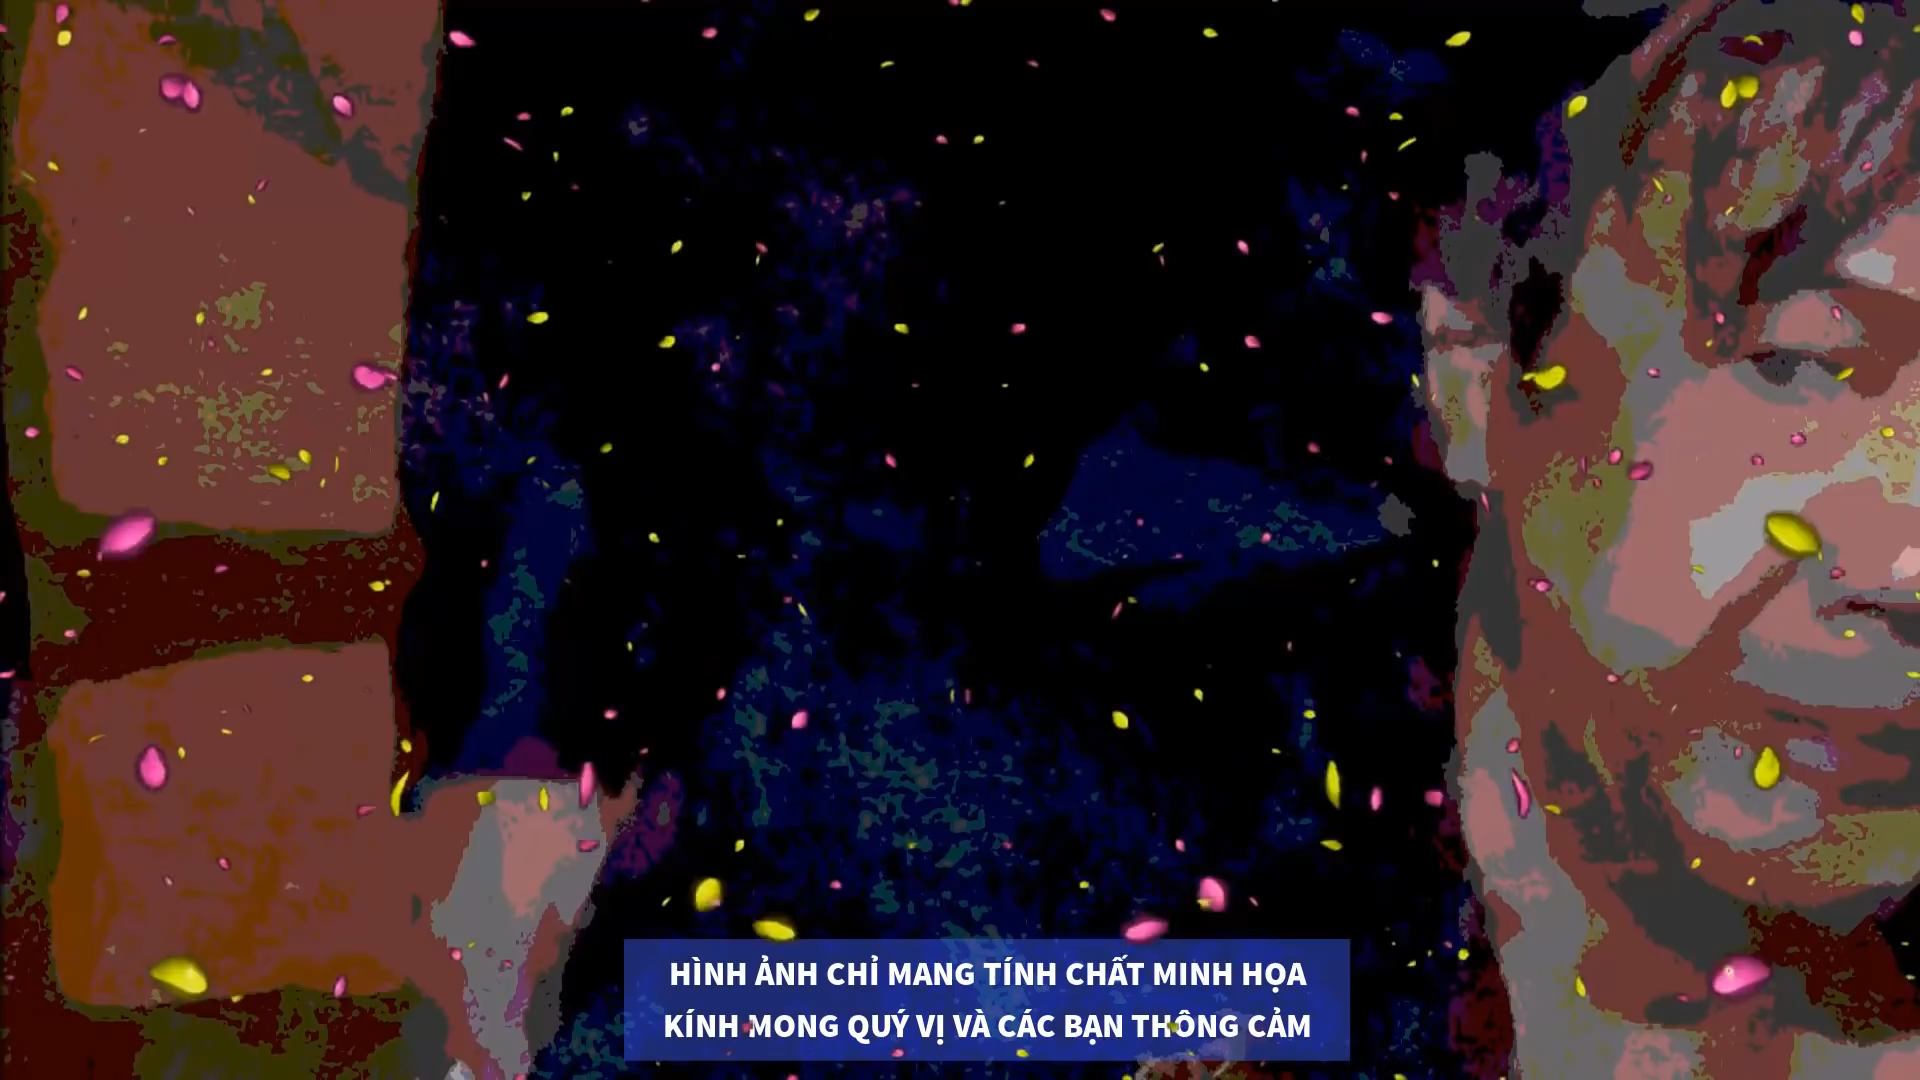 HÌNH ẢNH CHỈ MANG TÍNH CHẤT MINH HỌA
KÍNH MONG QUÝ VỊ VÀ CÁC BẠN THÔNG CẢM